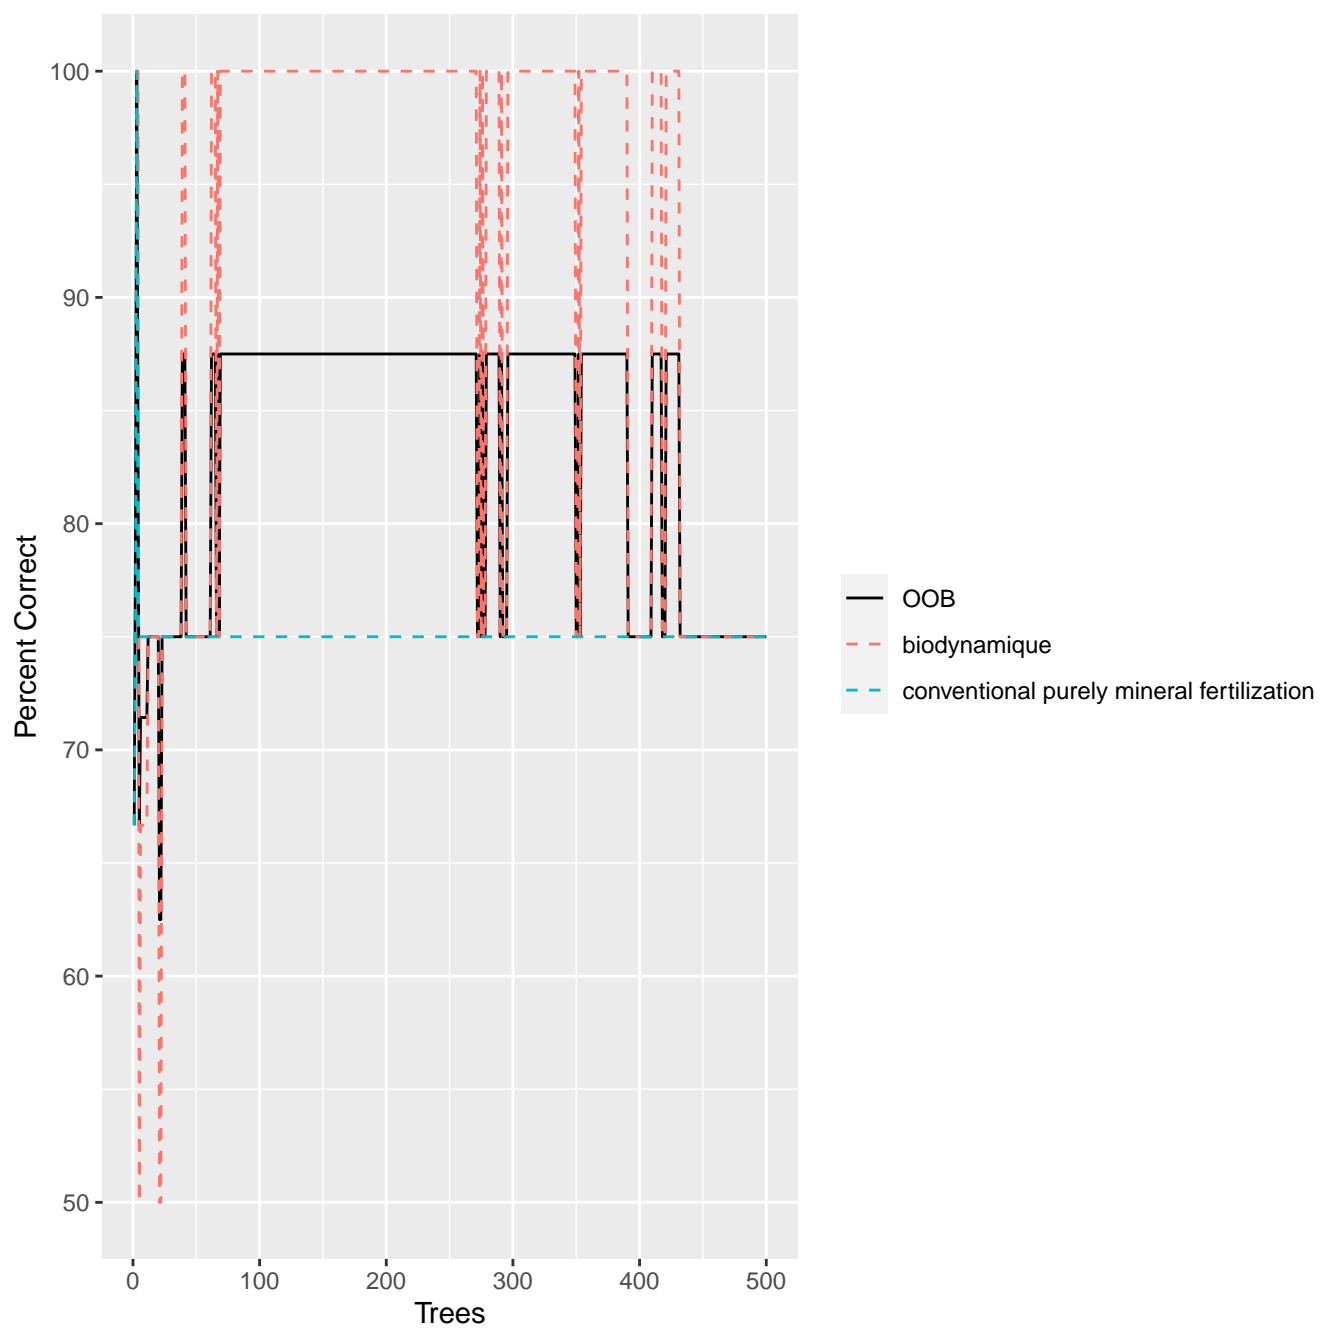 100
90
80
70
60
50
Percent Correct
0 100 200 300 400 500
Trees
OOB
biodynamique
conventional purely mineral fertilization